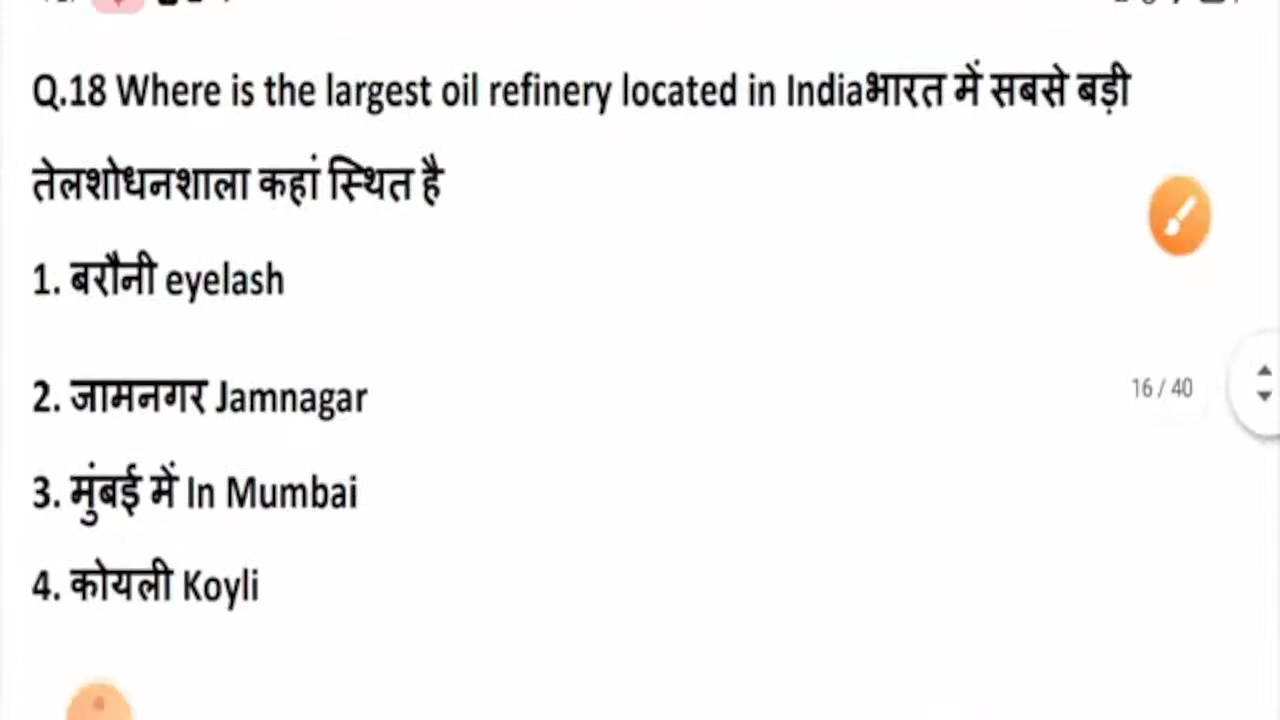 Q.18 Where is the largest oil refinery located in Indiaभारत में सबसे बड़ी
तेलशोधनशाला कहां स्थित है
1. बरौनी eyelash
2. जामनगर Jamnagar
16 / 40
3. मुंबई में In Mumbai
4. कोयली Koyli